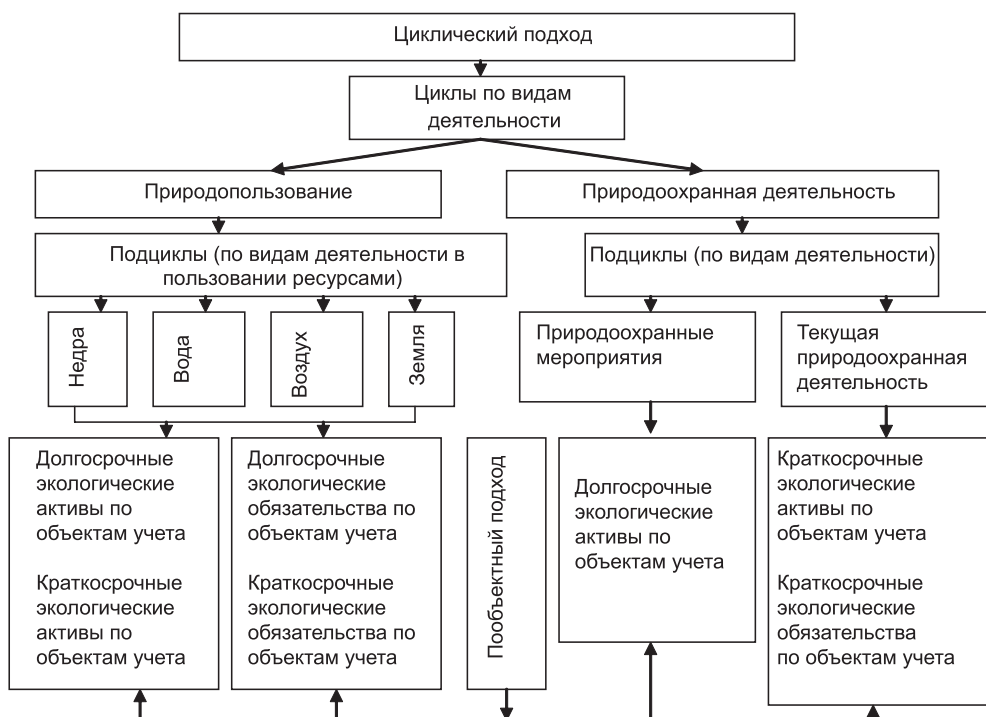 Циклический подход
Циклы по видам
деятельности
Природопользование
Природоохранная деятельность
Подциклы (по видам деятельности в
пользовании ресурсами)
Подциклы (по видам деятельности)
Недра
Вода
Воздух
Земля
Природоохранные
мероприятия
Текущая
природоохранная
деятельность
Долгосрочные
экологические
активы по
объектам учета
Краткосрочные
экологические
активы по
объектам учета
Долгосрочные
экологические
обязательства по
объектам учета
Краткосрочные
экологические
обязательства по
объектам учета
Пообъектный подход
Долгосрочные
экологические
активы по
объектам учета
Краткосрочные
экологические
активы по
объектам учета
Краткосрочные
экологические
обязательства
по объектам учета